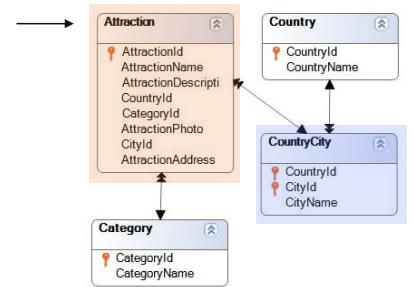 Attraction
AttractionId
AttractionName
AttractionDescripti
CountryId
CategoryId
AttractionPhoto
CityId
AttractionAddress
Country
CountryId
CountryName
CountryCity
CountryId
CityId
CityName
Category
CategoryId
CategoryName